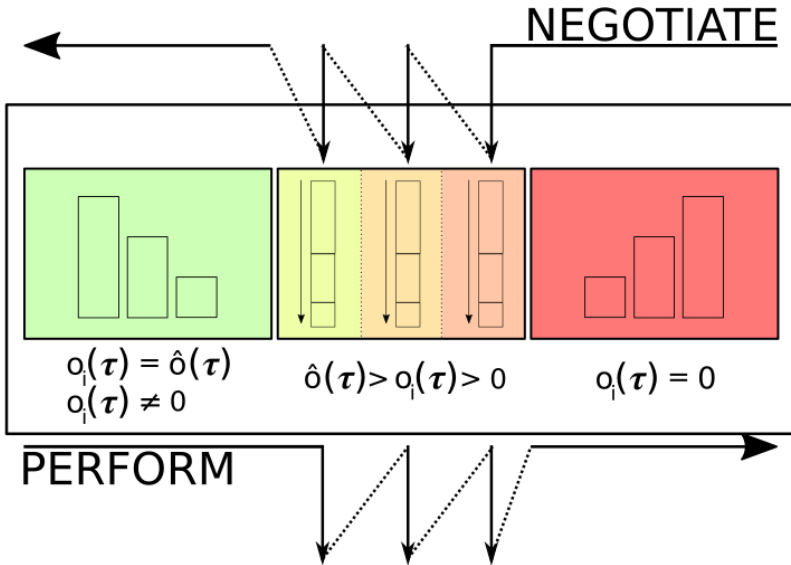 NEGOTIATE
oᵢ(τ) = ô(τ)
oᵢ(τ) ≠ 0
ô(τ) > oᵢ(τ) > 0
oᵢ(τ) = 0
PERFORM